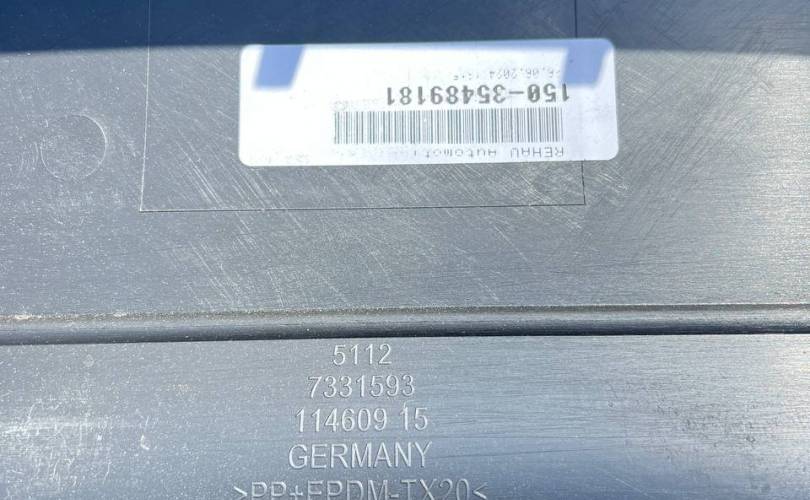 REHAU
150-35489181
5112
7331593
114609 15
GERMANY
>PP+EPDM-TX20<